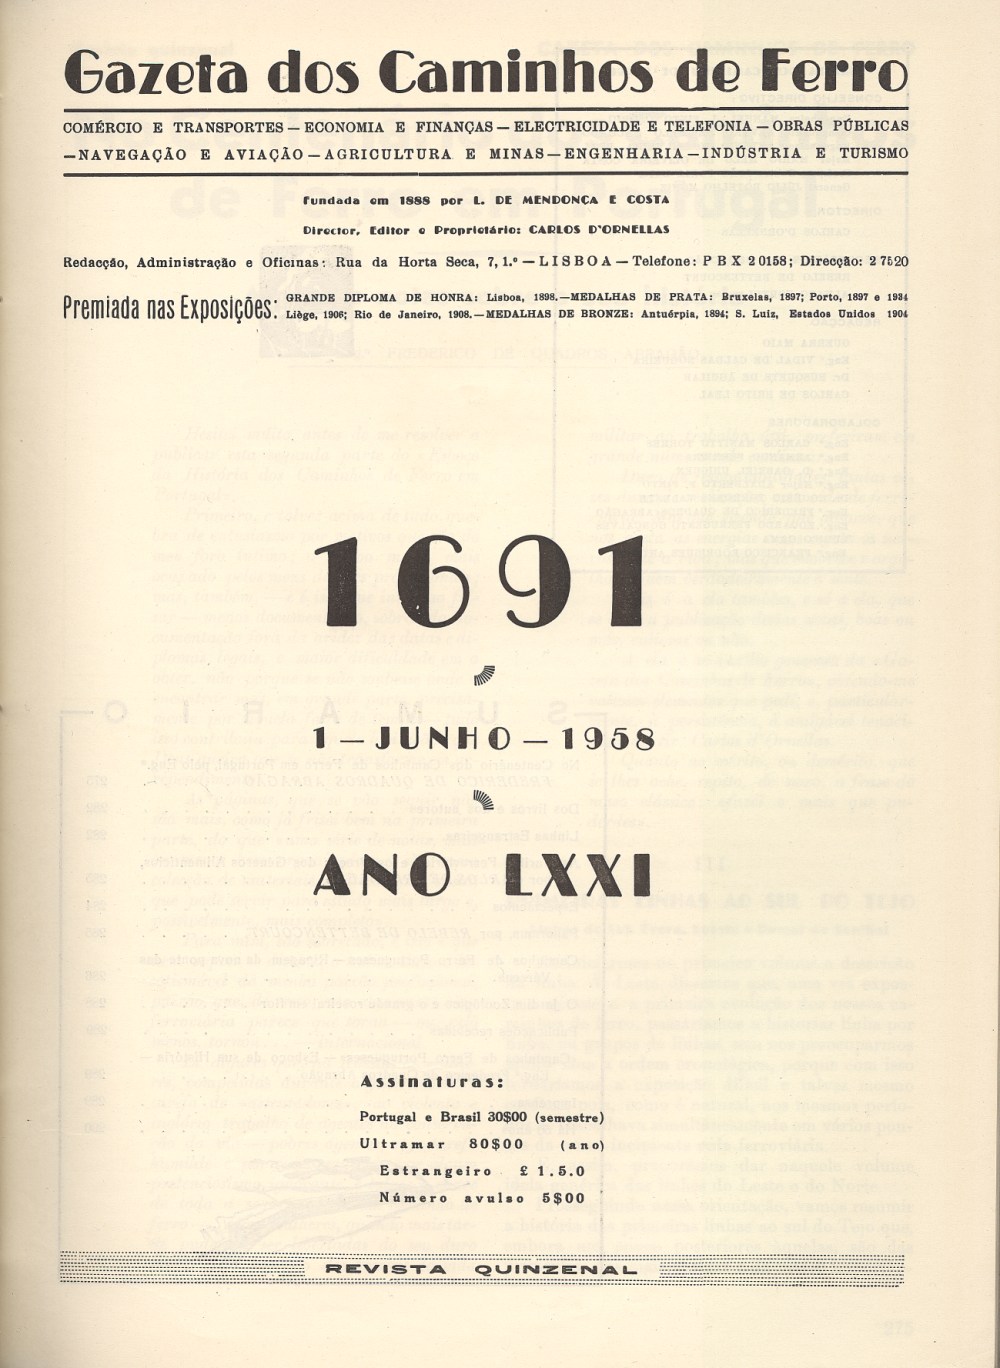 Gazeta dos Caminhos de Ferro
COMÉRCIO E TRANSPORTES — ECONOMIA E FINANÇAS — ELECTRICIDADE E TELEFONIA — OBRAS PÚBLICAS
— NAVEGAÇÃO E AVIAÇÃO — AGRICULTURA E MINAS — ENGENHARIA — INDÚSTRIA E TURISMO
Fundada em 1888 por L. DE MENDONÇA E COSTA
Director, Editor e Proprietário: CARLOS D'ORNELLAS
Redacção, Administração e Oficinas: Rua da Horta Seca, 7, 1.º — LISBOA — Telefone: PBX 20158; Direcção: 27520
Premiada nas Exposições: GRANDE DIPLOMA DE HONRA: Lisboa, 1898. — MEDALHAS DE PRATA: Bruxelas, 1897; Porto, 1897 e 1934
Liège, 1906; Rio de Janeiro, 1908. — MEDALHAS DE BRONZE: Antuérpia, 1894; S. Luiz, Estados Unidos 1904
1691
1 — JUNHO — 1958
ANO LXXI
Assinaturas:
Portugal e Brasil 30$00 (semestre)
Ultramar 80$00 (ano)
Estrangeiro £ 1.5.0
Número avulso 5$00
REVISTA QUINZENAL